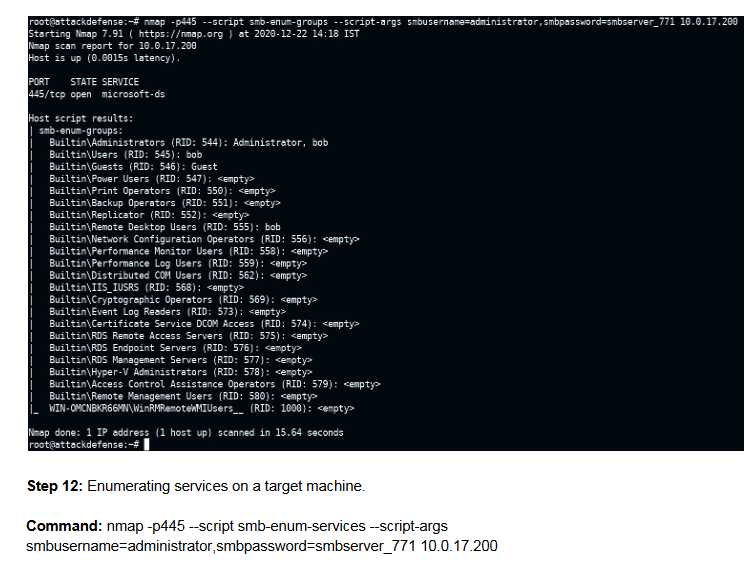 root@attackdefense:~# nmap -p445 --script smb-enum-groups --script-args smbusername=administrator,smbpassword=smbserver_771 10.0.17.200
Starting Nmap 7.91 ( https://nmap.org ) at 2020-12-22 14:18 IST
Nmap scan report for 10.0.17.200
Host is up (0.0015s latency).

PORT    STATE SERVICE
445/tcp open  microsoft-ds

Host script results:
| smb-enum-groups:
|   Builtin\Administrators (RID: 544): Administrator, bob
|   Builtin\Users (RID: 545): bob
|   Builtin\Guests (RID: 546): Guest
|   Builtin\Power Users (RID: 547): <empty>
|   Builtin\Print Operators (RID: 550): <empty>
|   Builtin\Backup Operators (RID: 551): <empty>
|   Builtin\Replicator (RID: 552): <empty>
|   Builtin\Remote Desktop Users (RID: 555): bob
|   Builtin\Network Configuration Operators (RID: 556): <empty>
|   Builtin\Performance Monitor Users (RID: 558): <empty>
|   Builtin\Performance Log Users (RID: 559): <empty>
|   Builtin\Distributed COM Users (RID: 562): <empty>
|   Builtin\IIS_IUSRS (RID: 568): <empty>
|   Builtin\Cryptographic Operators (RID: 569): <empty>
|   Builtin\Event Log Readers (RID: 573): <empty>
|   Builtin\Certificate Service DCOM Access (RID: 574): <empty>
|   Builtin\RDS Remote Access Servers (RID: 575): <empty>
|   Builtin\RDS Endpoint Servers (RID: 576): <empty>
|   Builtin\RDS Management Servers (RID: 577): <empty>
|   Builtin\Hyper-V Administrators (RID: 578): <empty>
|   Builtin\Access Control Assistance Operators (RID: 579): <empty>
|   Builtin\Remote Management Users (RID: 580): <empty>
|_  WIN-OMCNBKR66MN\WinRMRemoteWMIUsers__ (RID: 1000): <empty>

Nmap done: 1 IP address (1 host up) scanned in 15.64 seconds
root@attackdefense:~#

Step 12: Enumerating services on a target machine.

Command: nmap -p445 --script smb-enum-services --script-args
smbusername=administrator,smbpassword=smbserver_771 10.0.17.200